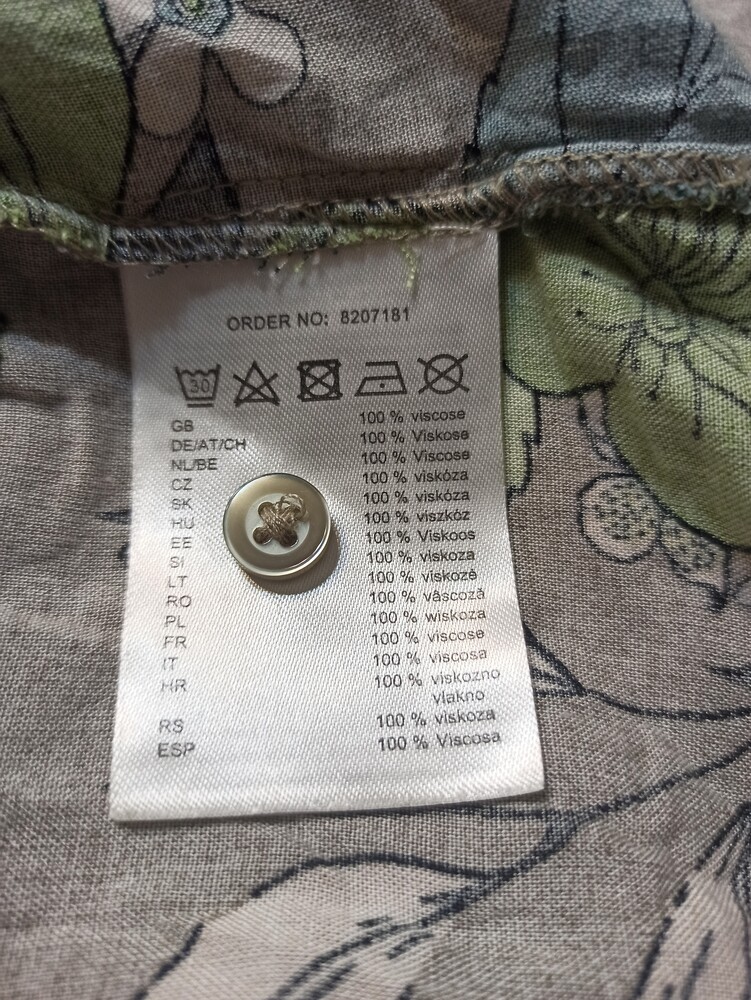 ORDER NO: 8207181
30
GB 100 % viscose
DE/AT/CH 100 % Viskose
NL/BE 100 % Viscose
CZ 100 % viskóza
SK 100 % viskóza
HU 100 % viszkóz
EE 100 % Viskoos
SI 100 % viskoza
LT 100 % viskozė
RO 100 % vâscoză
PL 100 % wiskoza
FR 100 % viscose
IT 100 % viscosa
HR 100 % viskozno
vlakno
RS 100 % viskoza
ESP 100 % Viscosa